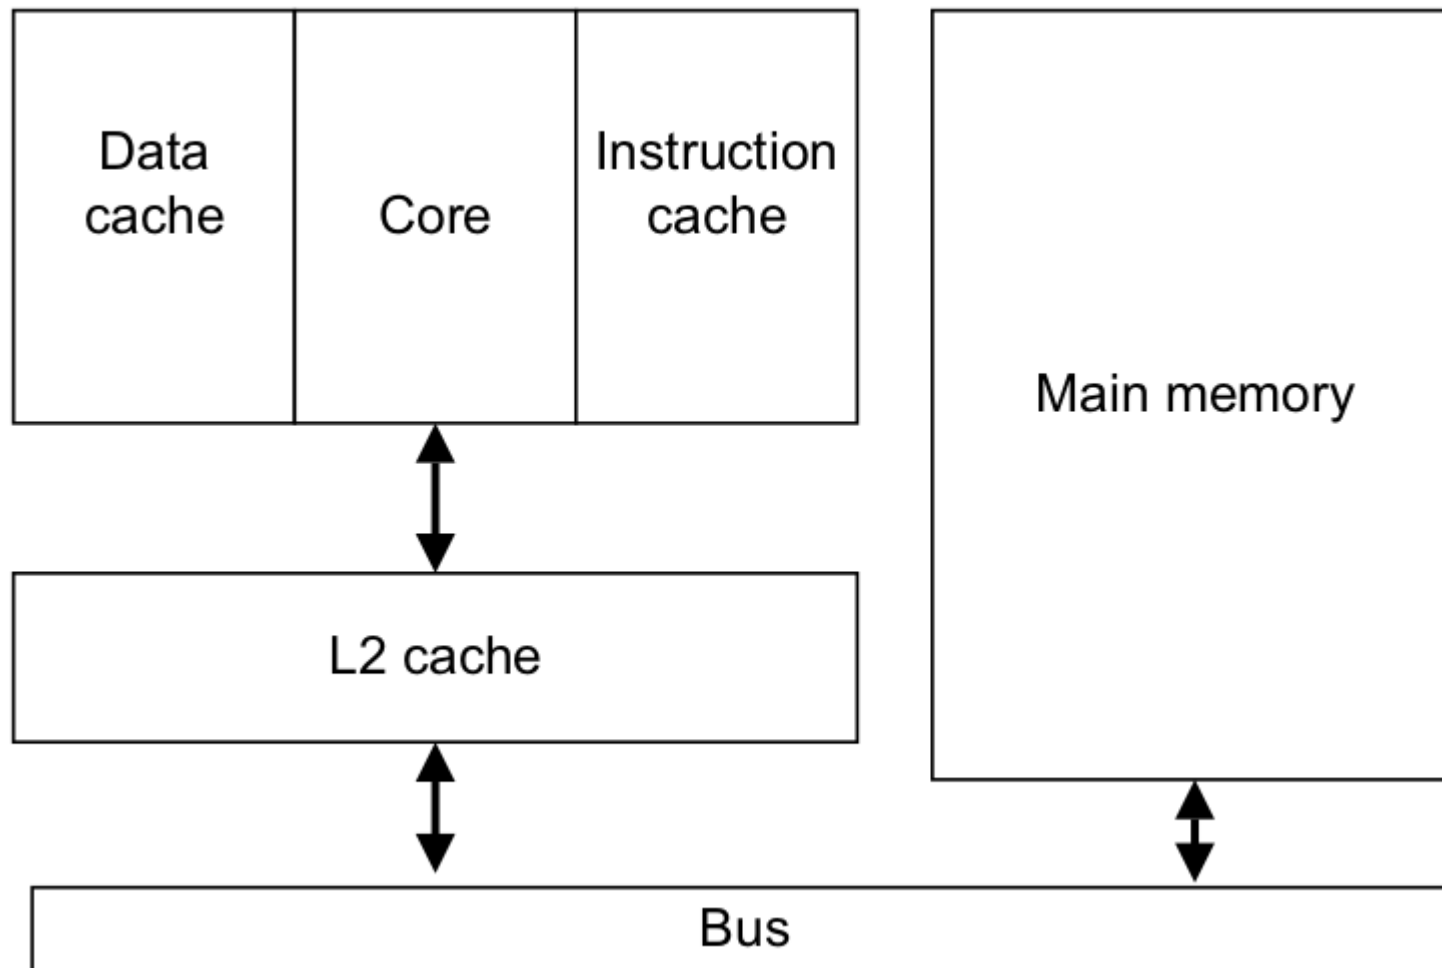 Data
cache
Core
Instruction
cache
Main memory
L2 cache
Bus